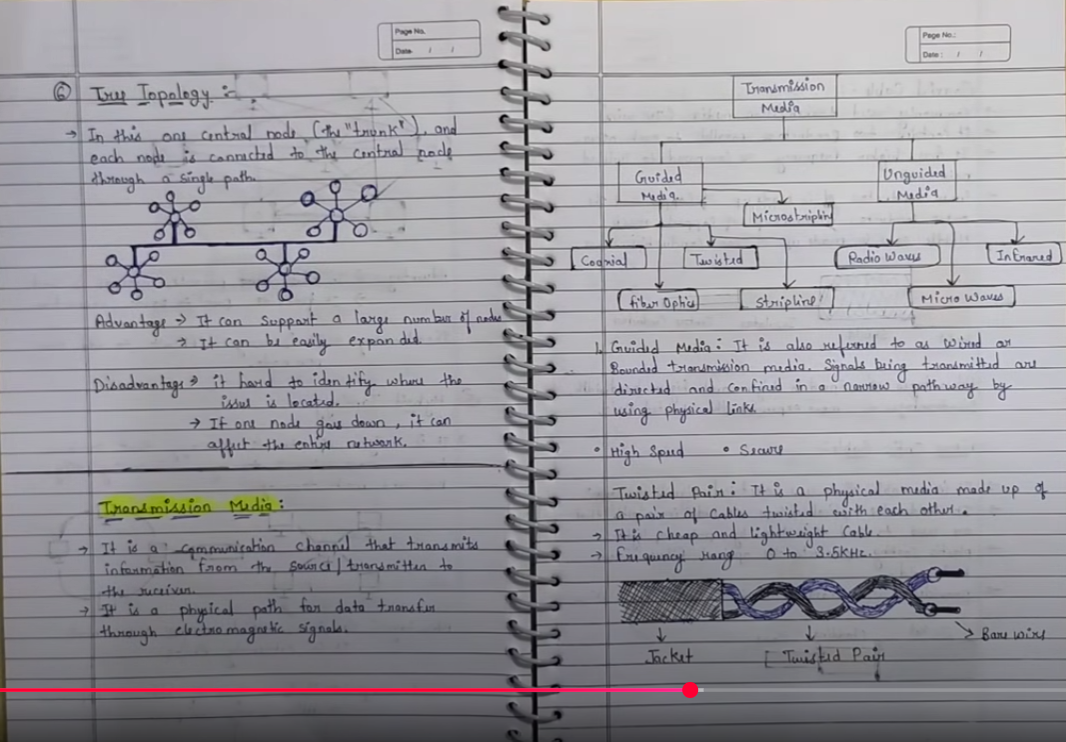 Page No.
Date / /
⑥ Tree Topology :-
→ In this one central node (the "trunk"), and
each node is connected to the central node
through a single path.
Advantage → It can support a large number of nodes
→ It can be easily expanded.
Disadvantage → it hard to identify where the
issue is located.
→ If one node goes down, it can
affect the entire network.
Transmission Media :
→ It is a communication channel that transmits
information from the source/transmitter to
the receiver.
→ It is a physical path for data transfer
through electromagnetic signals.
Page No.:
Date : / /
Transmission
Media
Guided
Media
Unguided
Media
Microstripline
Coaxial
Twisted
Radio Waves
Infrared
fiber Optics
stripline
Micro Waves
1. Guided Media: It is also referred to as Wired or
Bounded transmission media. Signals being transmitted are
directed and confined in a narrow pathway by
using physical links.
• High Speed • Secure
Twisted Pair: It is a physical media made up of
a pair of cables twisted with each other.
→ It is cheap and lightweight Cable.
→ frequency rang 0 to 3.5KHz.
Jacket
Twisted Pair
Bare wire